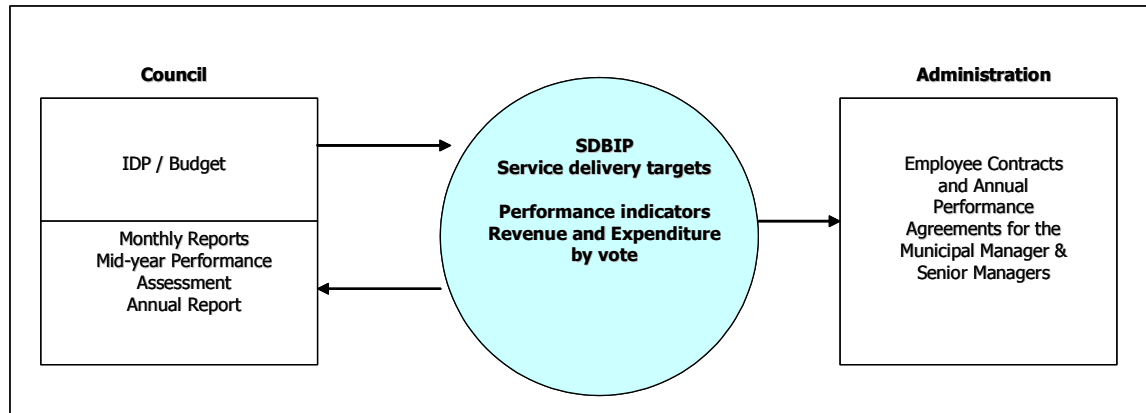 Council
IDP / Budget
Monthly Reports
Mid-year Performance
Assessment
Annual Report
SDBIP
Service delivery targets
Performance indicators
Revenue and Expenditure
by vote
Administration
Employee Contracts
and Annual
Performance
Agreements for the
Municipal Manager &
Senior Managers